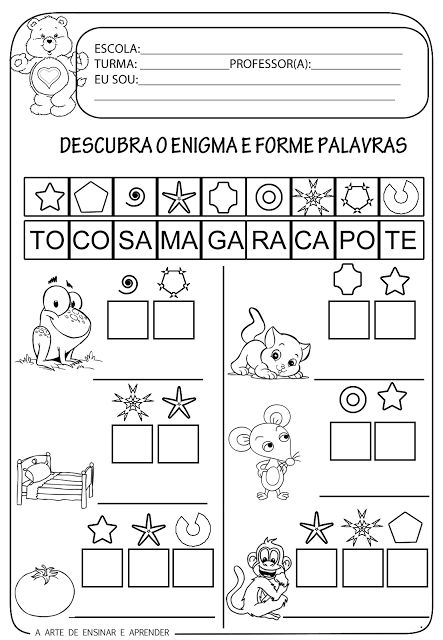 ESCOLA:
TURMA: PROFESSOR(A):
EU SOU:
DESCUBRA O ENIGMA E FORME PALAVRAS
TO CO SA MA GA RA CA PO TE
A ARTE DE ENSINAR E APRENDER